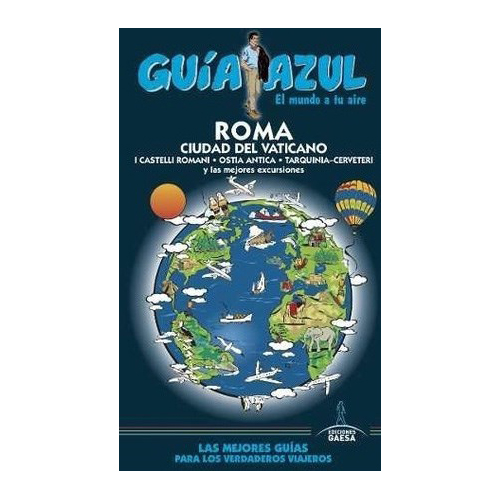 GUÍA AZUL
El mundo a tu aire
ROMA
CIUDAD DEL VATICANO
I CASTELLI ROMANI • OSTIA ANTICA • TARQUINIA-CERVETERI
y las mejores excursiones
EDICIONES
GAESA
LAS MEJORES GUÍAS
PARA LOS VERDADEROS VIAJEROS